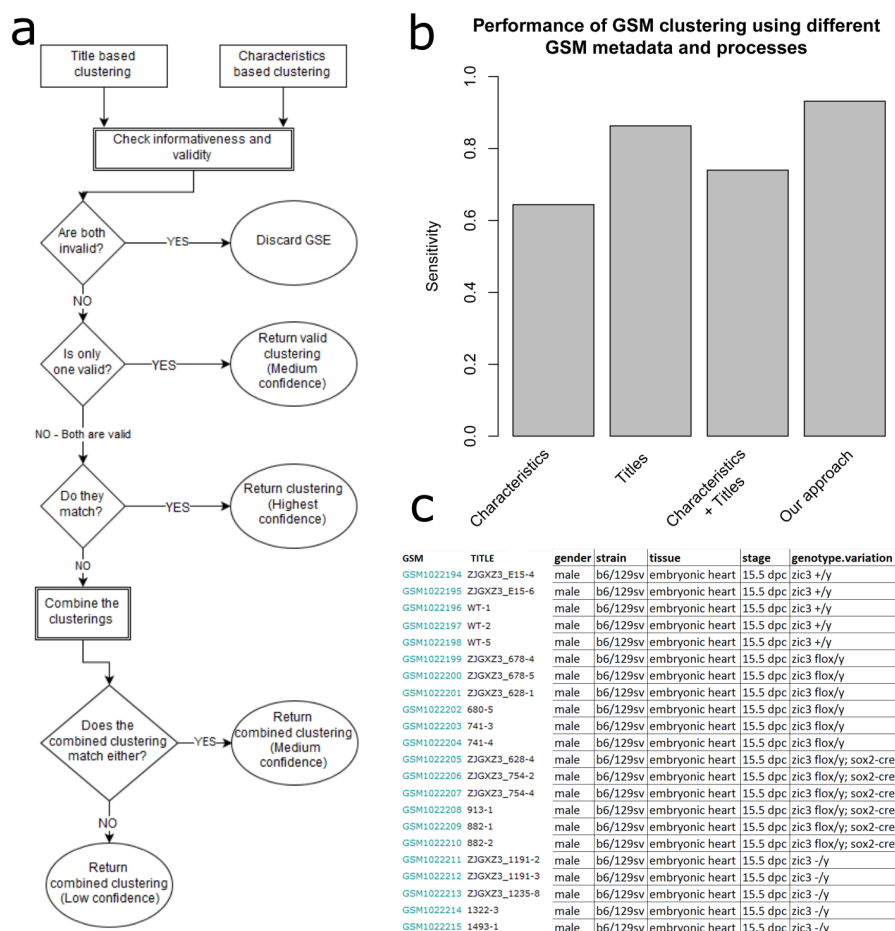 a
Title based
clustering
Characteristics
based clustering
Check informativeness and
validity
Are both
invalid?
YES
Discard GSE
NO
Is only
one valid?
YES
Return valid
clustering
(Medium
confidence)
NO - Both are valid
Do they
match?
YES
Return clustering
(Highest
confidence)
NO
Combine the
clusterings
Does the
combined clustering
match either?
YES
Return
combined clustering
(Medium
confidence)
NO
Return
combined clustering
(Low confidence)
b
Performance of GSM clustering using different
GSM metadata and processes
Sensitivity
1.0
0.8
0.6
0.4
0.2
0.0
Characteristics
Titles
Characteristics
+ Titles
Our approach
c
GSM TITLE gender strain tissue stage genotype.variation
GSM1022194 ZJGXZ3_E15-4 male b6/129sv embryonic heart 15.5 dpc zic3 +/y
GSM1022195 ZJGXZ3_E15-6 male b6/129sv embryonic heart 15.5 dpc zic3 +/y
GSM1022196 WT-1 male b6/129sv embryonic heart 15.5 dpc zic3 +/y
GSM1022197 WT-2 male b6/129sv embryonic heart 15.5 dpc zic3 +/y
GSM1022198 WT-5 male b6/129sv embryonic heart 15.5 dpc zic3 +/y
GSM1022199 ZJGXZ3_678-4 male b6/129sv embryonic heart 15.5 dpc zic3 flox/y
GSM1022200 ZJGXZ3_678-5 male b6/129sv embryonic heart 15.5 dpc zic3 flox/y
GSM1022201 ZJGXZ3_628-1 male b6/129sv embryonic heart 15.5 dpc zic3 flox/y
GSM1022202 680-5 male b6/129sv embryonic heart 15.5 dpc zic3 flox/y
GSM1022203 741-3 male b6/129sv embryonic heart 15.5 dpc zic3 flox/y
GSM1022204 741-4 male b6/129sv embryonic heart 15.5 dpc zic3 flox/y
GSM1022205 ZJGXZ3_628-4 male b6/129sv embryonic heart 15.5 dpc zic3 flox/y; sox2-cre
GSM1022206 ZJGXZ3_754-2 male b6/129sv embryonic heart 15.5 dpc zic3 flox/y; sox2-cre
GSM1022207 ZJGXZ3_754-4 male b6/129sv embryonic heart 15.5 dpc zic3 flox/y; sox2-cre
GSM1022208 913-1 male b6/129sv embryonic heart 15.5 dpc zic3 flox/y; sox2-cre
GSM1022209 882-1 male b6/129sv embryonic heart 15.5 dpc zic3 flox/y; sox2-cre
GSM1022210 882-2 male b6/129sv embryonic heart 15.5 dpc zic3 flox/y; sox2-cre
GSM1022211 ZJGXZ3_1191-2 male b6/129sv embryonic heart 15.5 dpc zic3 -/y
GSM1022212 ZJGXZ3_1191-3 male b6/129sv embryonic heart 15.5 dpc zic3 -/y
GSM1022213 ZJGXZ3_1235-8 male b6/129sv embryonic heart 15.5 dpc zic3 -/y
GSM1022214 1322-3 male b6/129sv embryonic heart 15.5 dpc zic3 -/y
GSM1022215 1493-1 male b6/129sv embryonic heart 15.5 dpc zic3 -/y